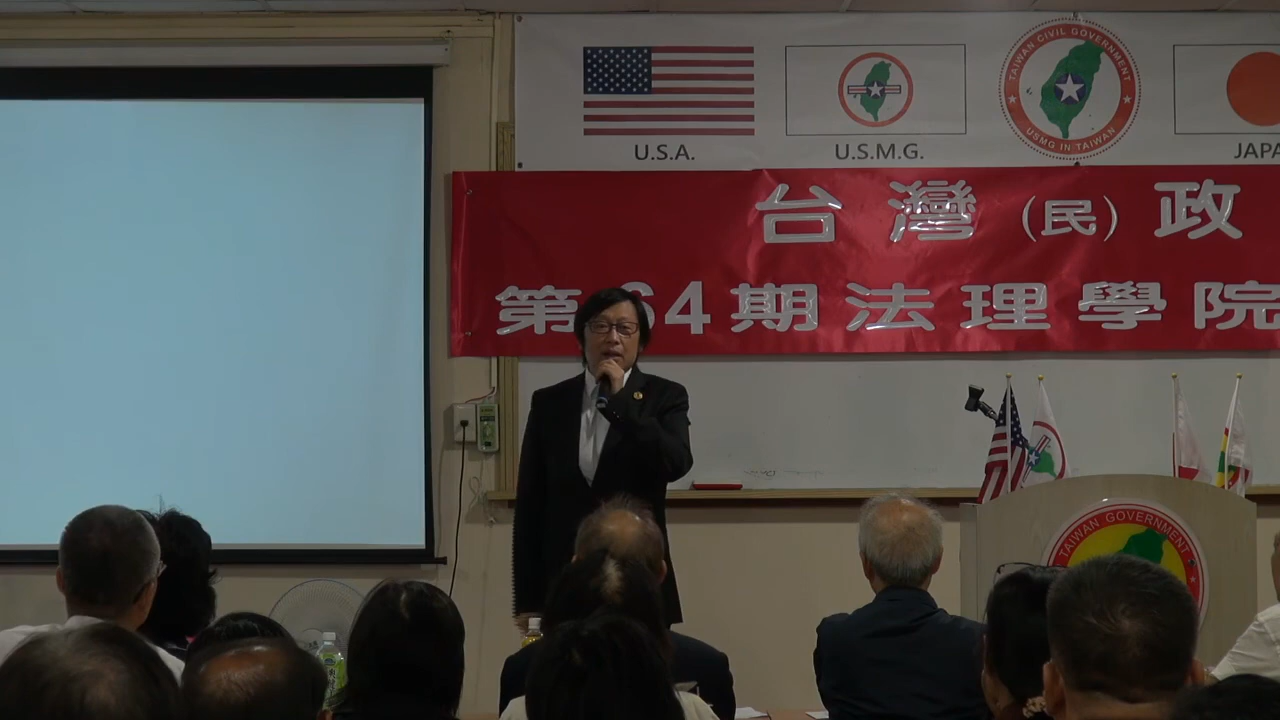 TAIWAN CIVIL GOVERNMENT
USMG IN TAIWAN
U.S.A.
U.S.M.G.
JAPA
台灣(民)政
第64期法理學院
TAIWAN GOVERNMENT